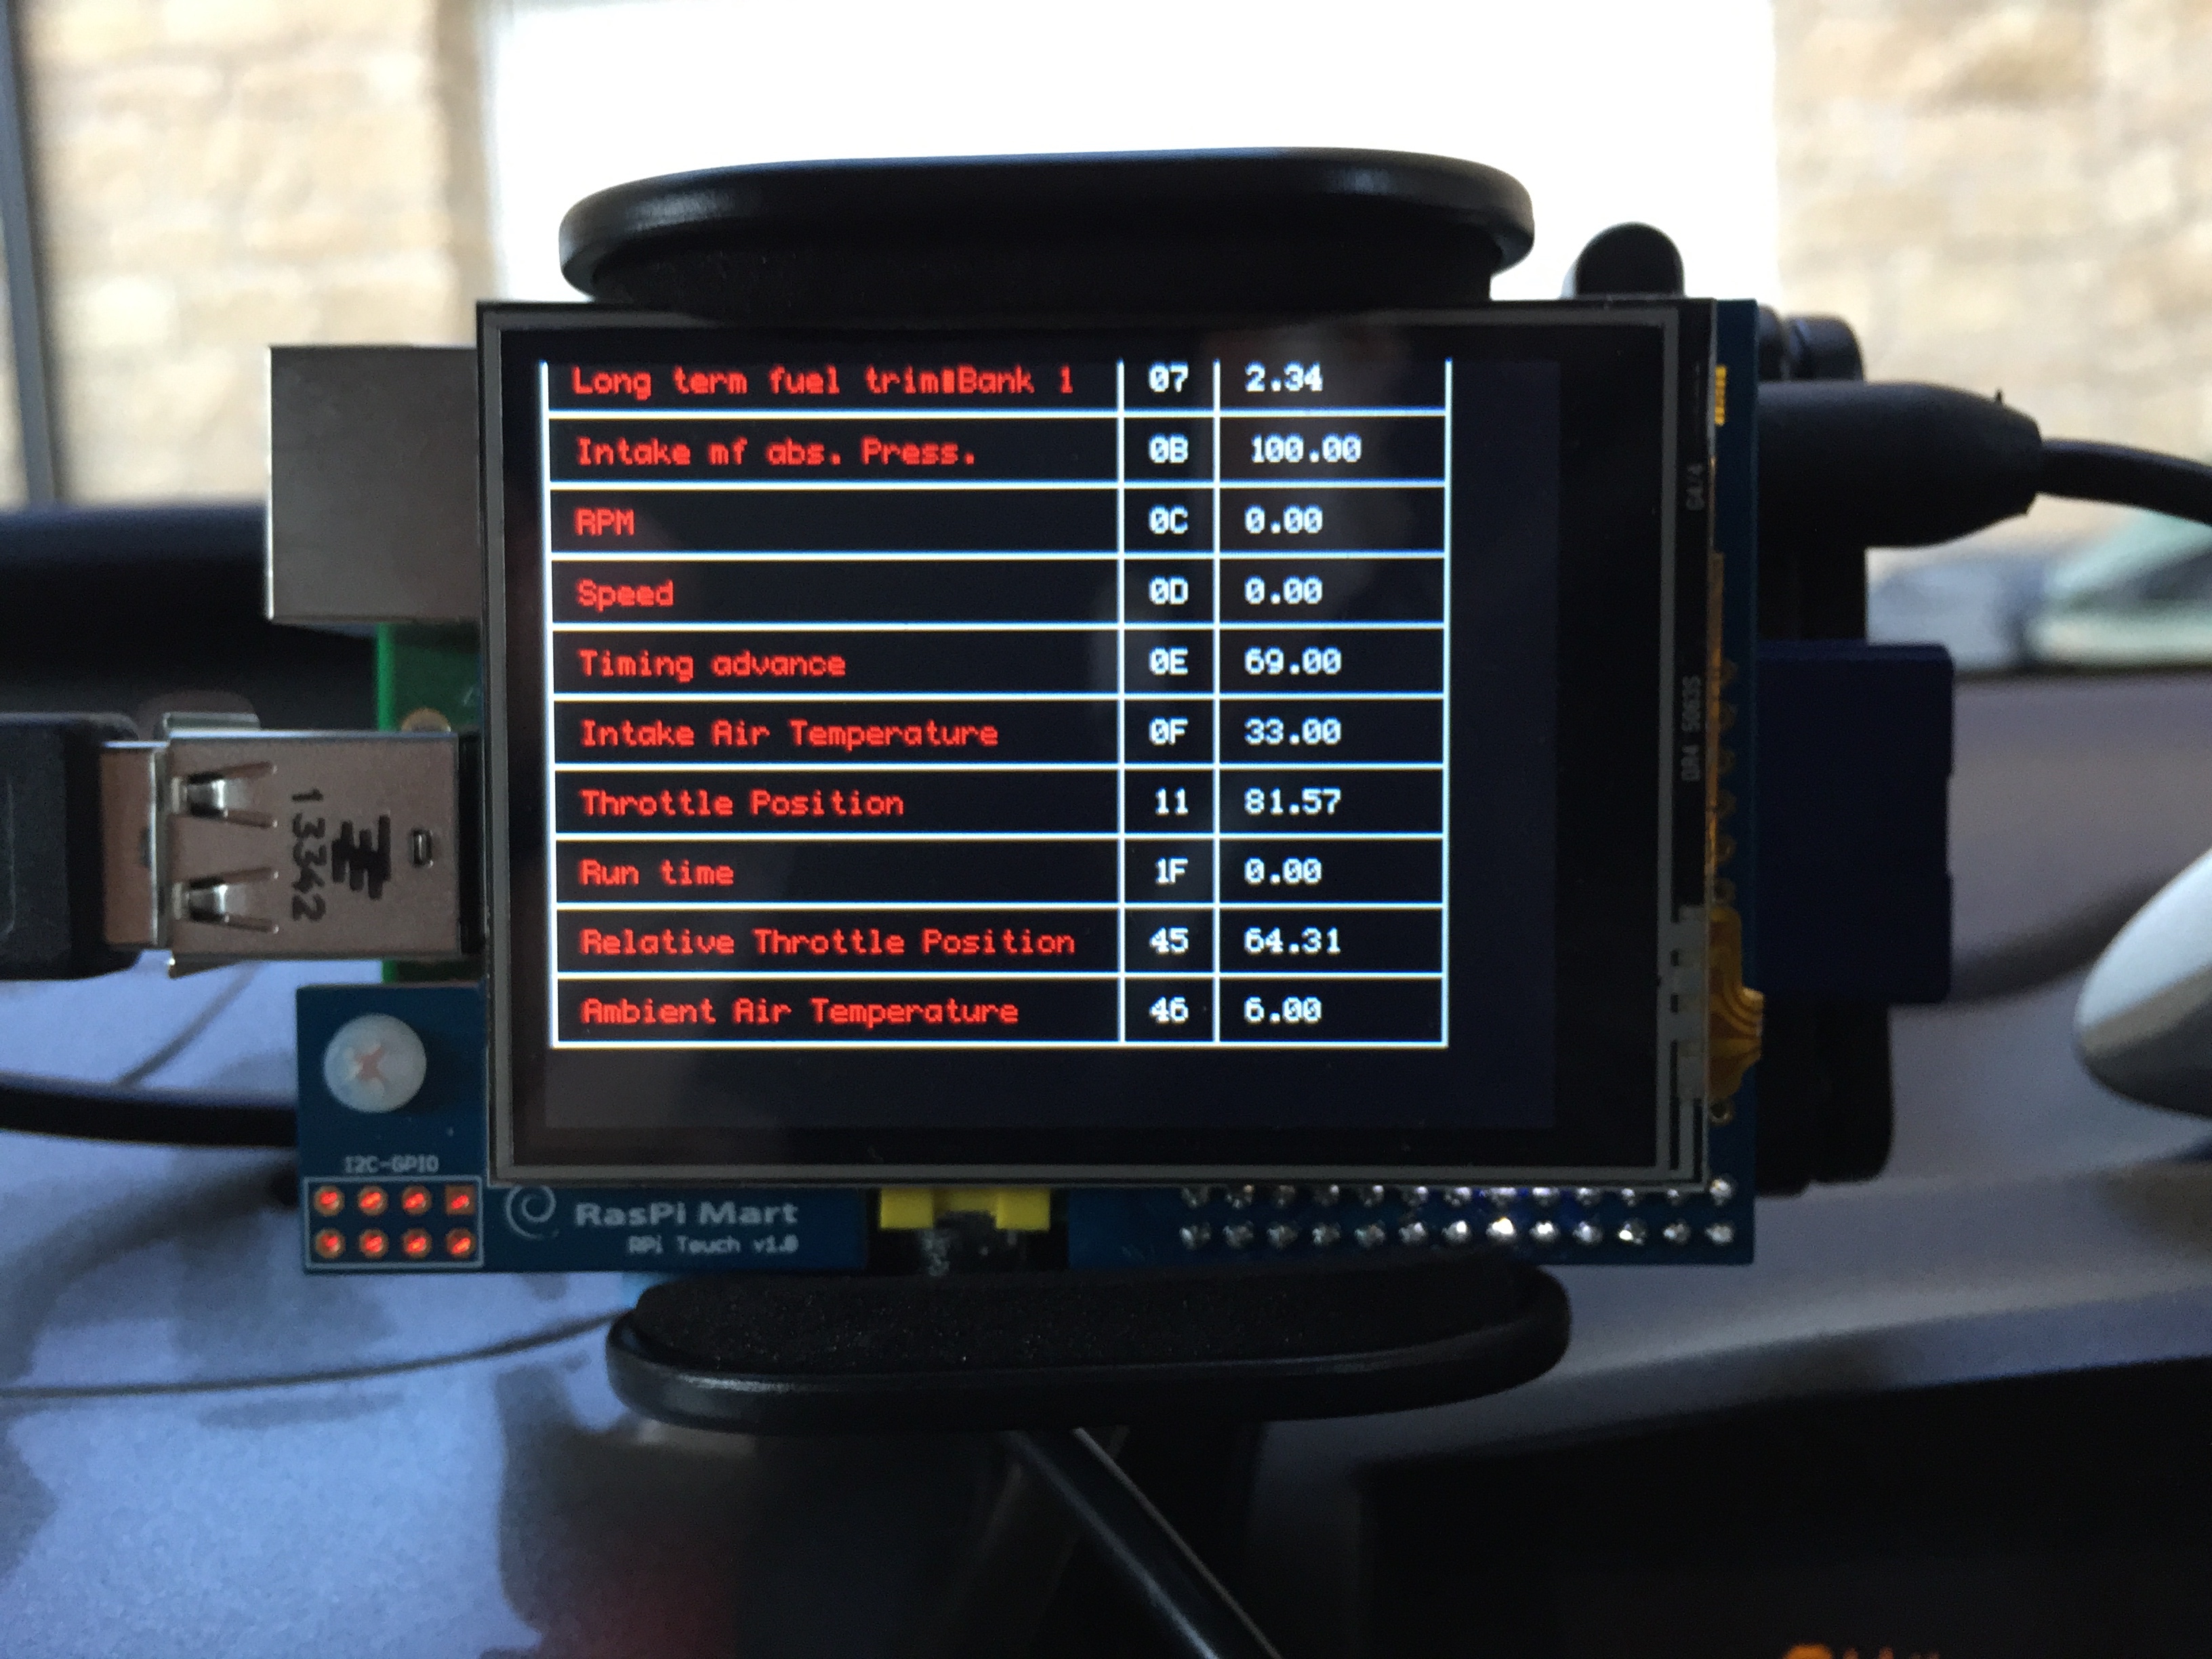 Long term fuel trim Bank 1 07 2.34
Intake mf abs. Press. 0B 100.00
RPM 0C 0.00
Speed 0D 0.00
Timing advance 0E 69.00
Intake Air Temperature 0F 33.00
Throttle Position 11 81.57
Run time 1F 0.00
Relative Throttle Position 45 64.31
Ambient Air Temperature 46 6.00
G4/4
13342
I2C-GPIO
RasPi Mart
RPi Touch v1.0